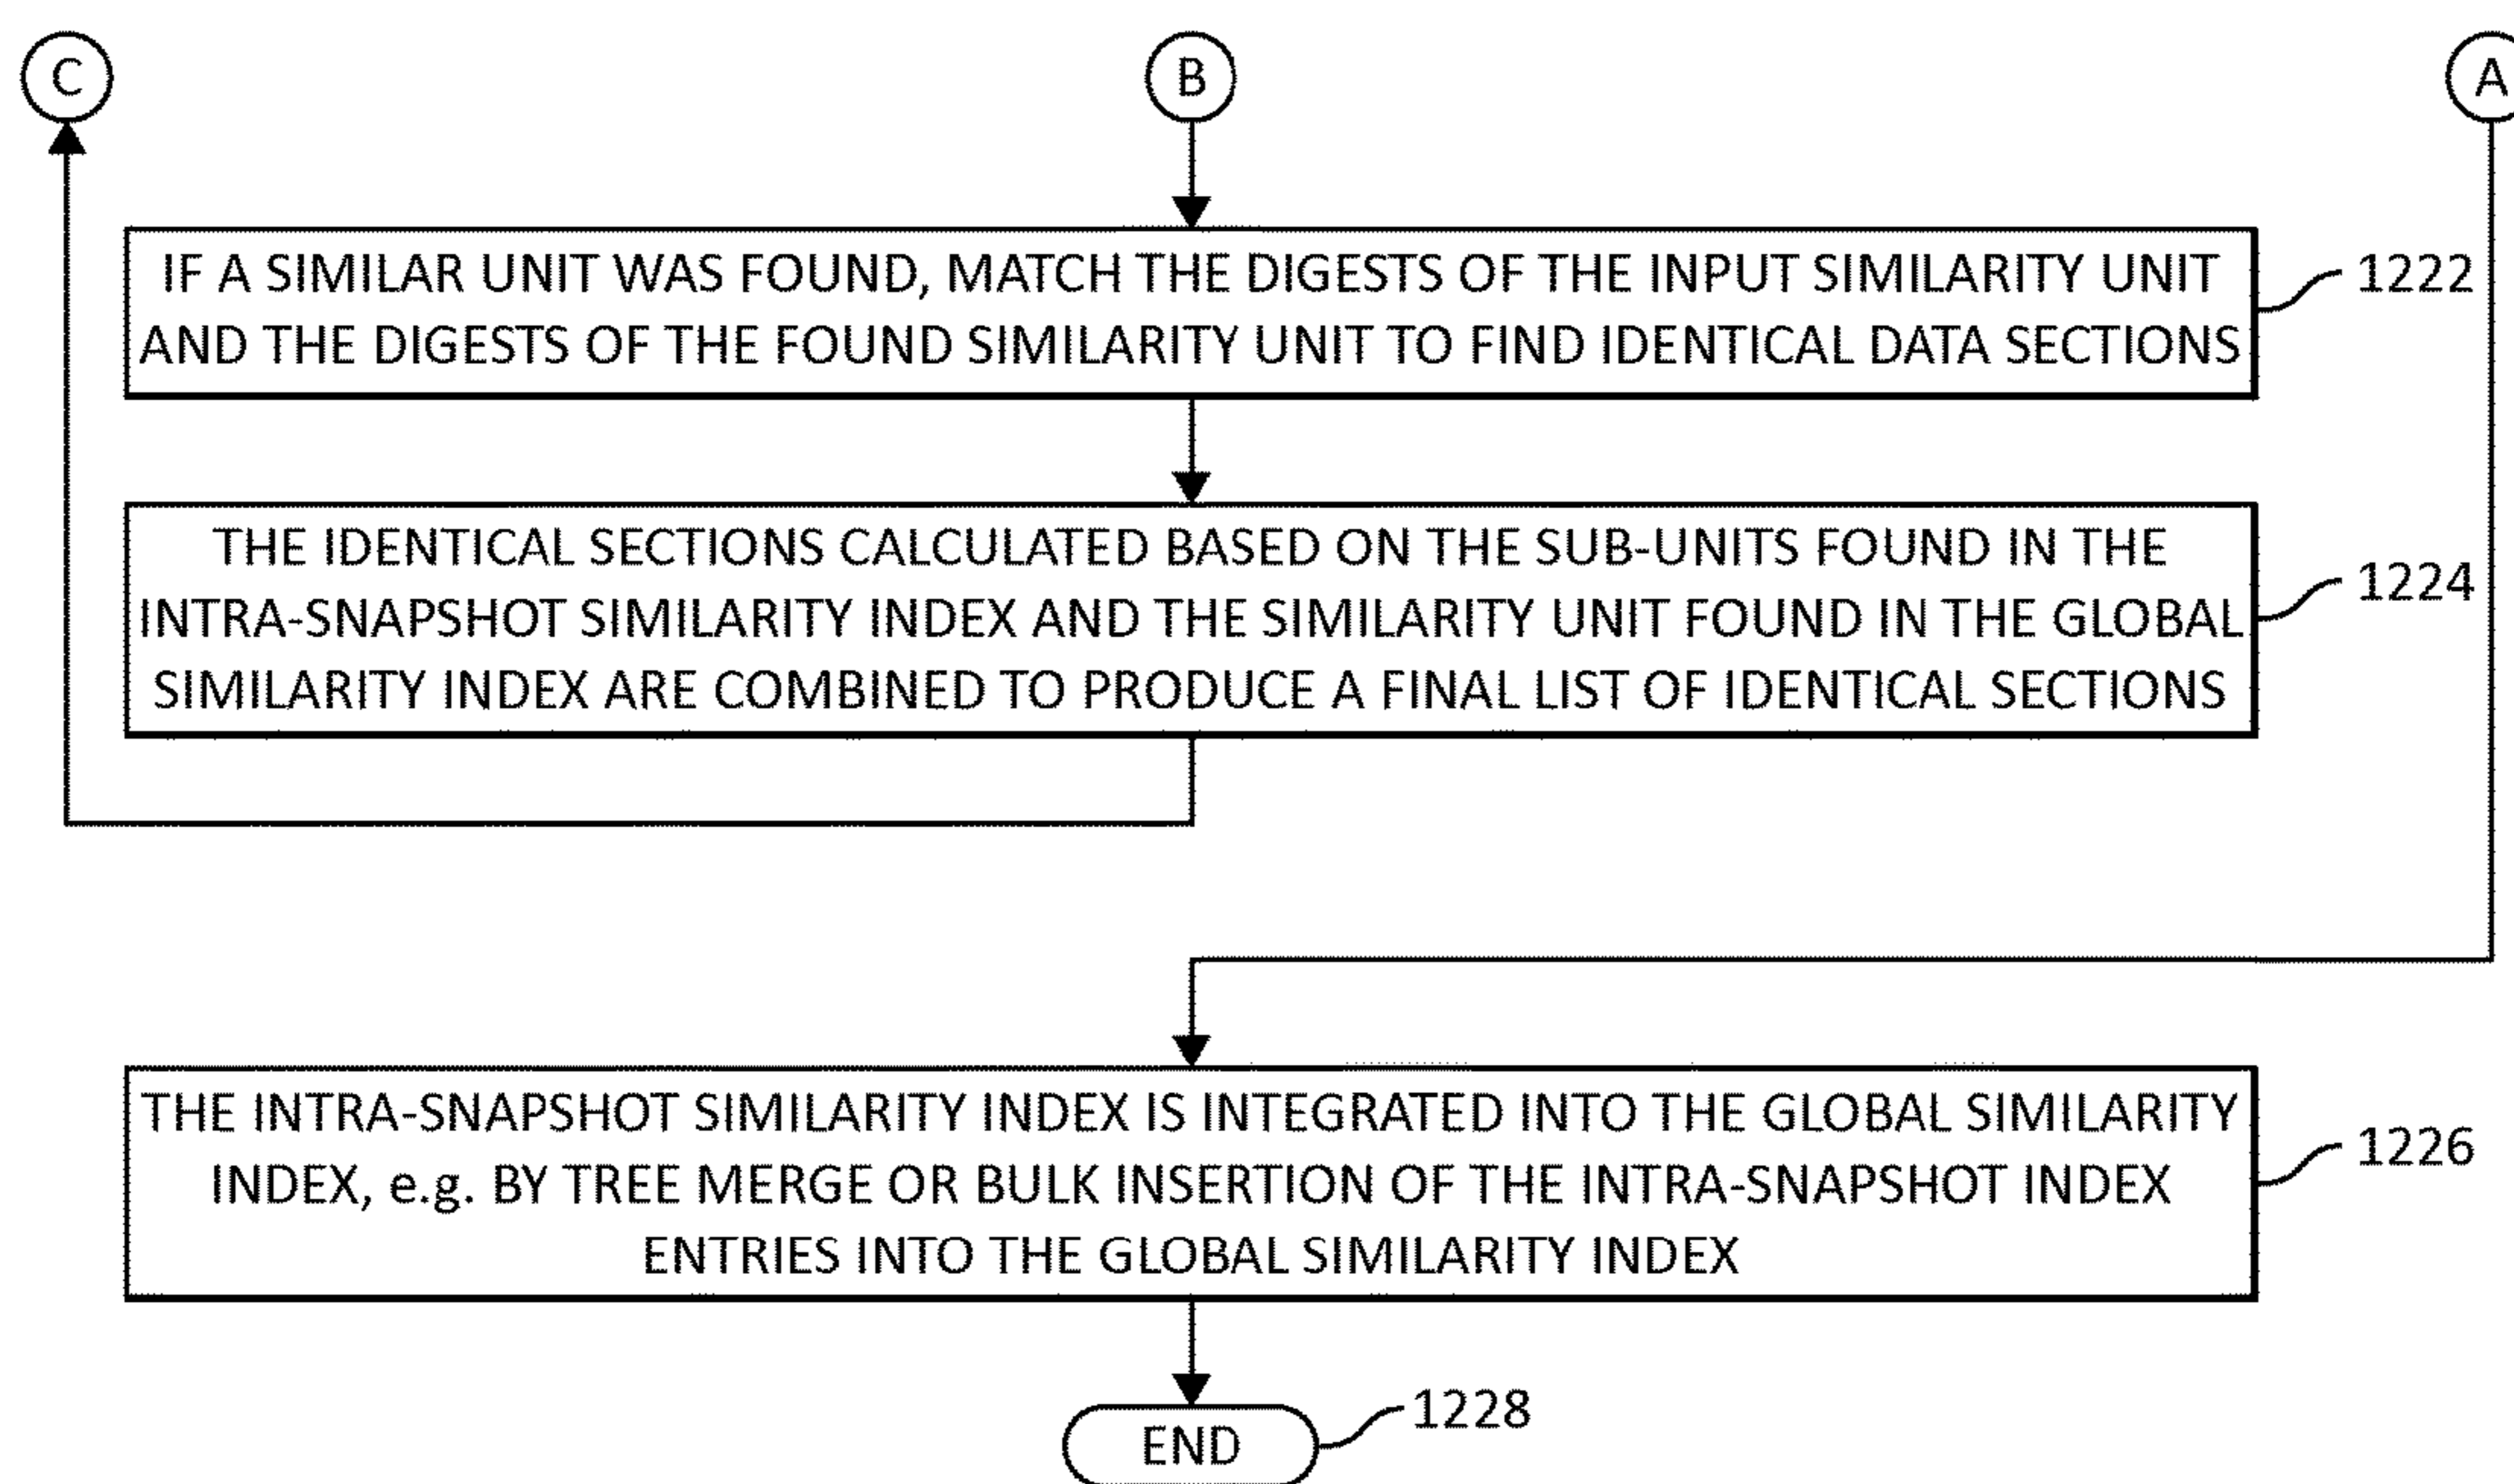 C
B
A
IF A SIMILAR UNIT WAS FOUND, MATCH THE DIGESTS OF THE INPUT SIMILARITY UNIT
AND THE DIGESTS OF THE FOUND SIMILARITY UNIT TO FIND IDENTICAL DATA SECTIONS
1222
THE IDENTICAL SECTIONS CALCULATED BASED ON THE SUB-UNITS FOUND IN THE
INTRA-SNAPSHOT SIMILARITY INDEX AND THE SIMILARITY UNIT FOUND IN THE GLOBAL
SIMILARITY INDEX ARE COMBINED TO PRODUCE A FINAL LIST OF IDENTICAL SECTIONS
1224
THE INTRA-SNAPSHOT SIMILARITY INDEX IS INTEGRATED INTO THE GLOBAL SIMILARITY
INDEX, e.g. BY TREE MERGE OR BULK INSERTION OF THE INTRA-SNAPSHOT INDEX
ENTRIES INTO THE GLOBAL SIMILARITY INDEX
1226
END
1228